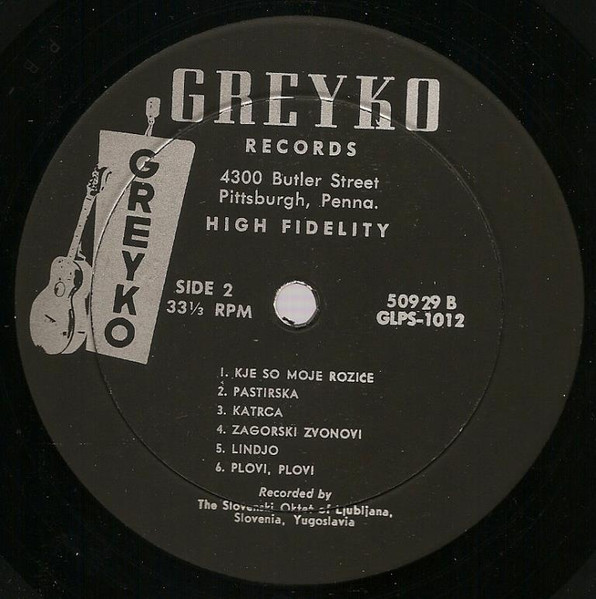 GREYKO
RECORDS
4300 Butler Street
Pittsburgh, Penna.
HIGH FIDELITY
GREYKO
SIDE 2
33⅓ RPM
50929 B
GLPS-1012
1. KJE SO MOJE ROZICE
2. PASTIRSKA
3. KATRCA
4. ZAGORSKI ZVONOVI
5. LINDJO
6. PLOVI, PLOVI
Recorded by
The Slovenski Oktet of Ljubljana,
Slovenia, Yugoslavia